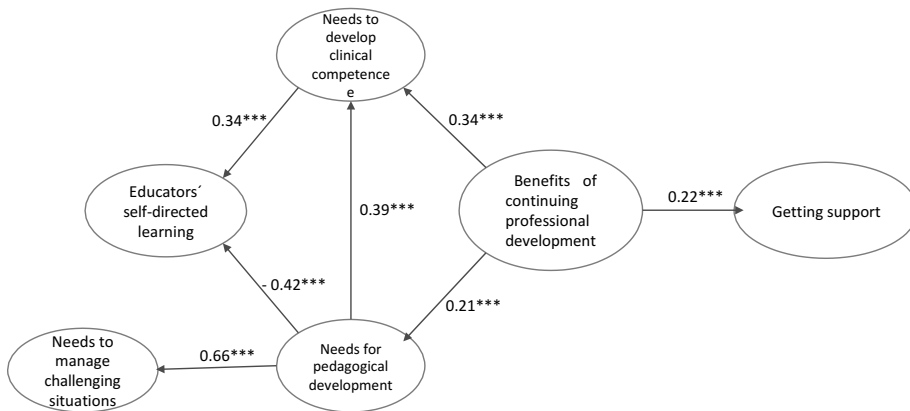 Needs to
develop
clinical
competenc
e
0.34***
0.34***
Educators´
self-directed
learning
0.39***
Benefits of
continuing
professional
development
0.22***
Getting support
- 0.42***
0.21***
Needs to
manage
challenging
situations
0.66***
Needs for
pedagogical
development